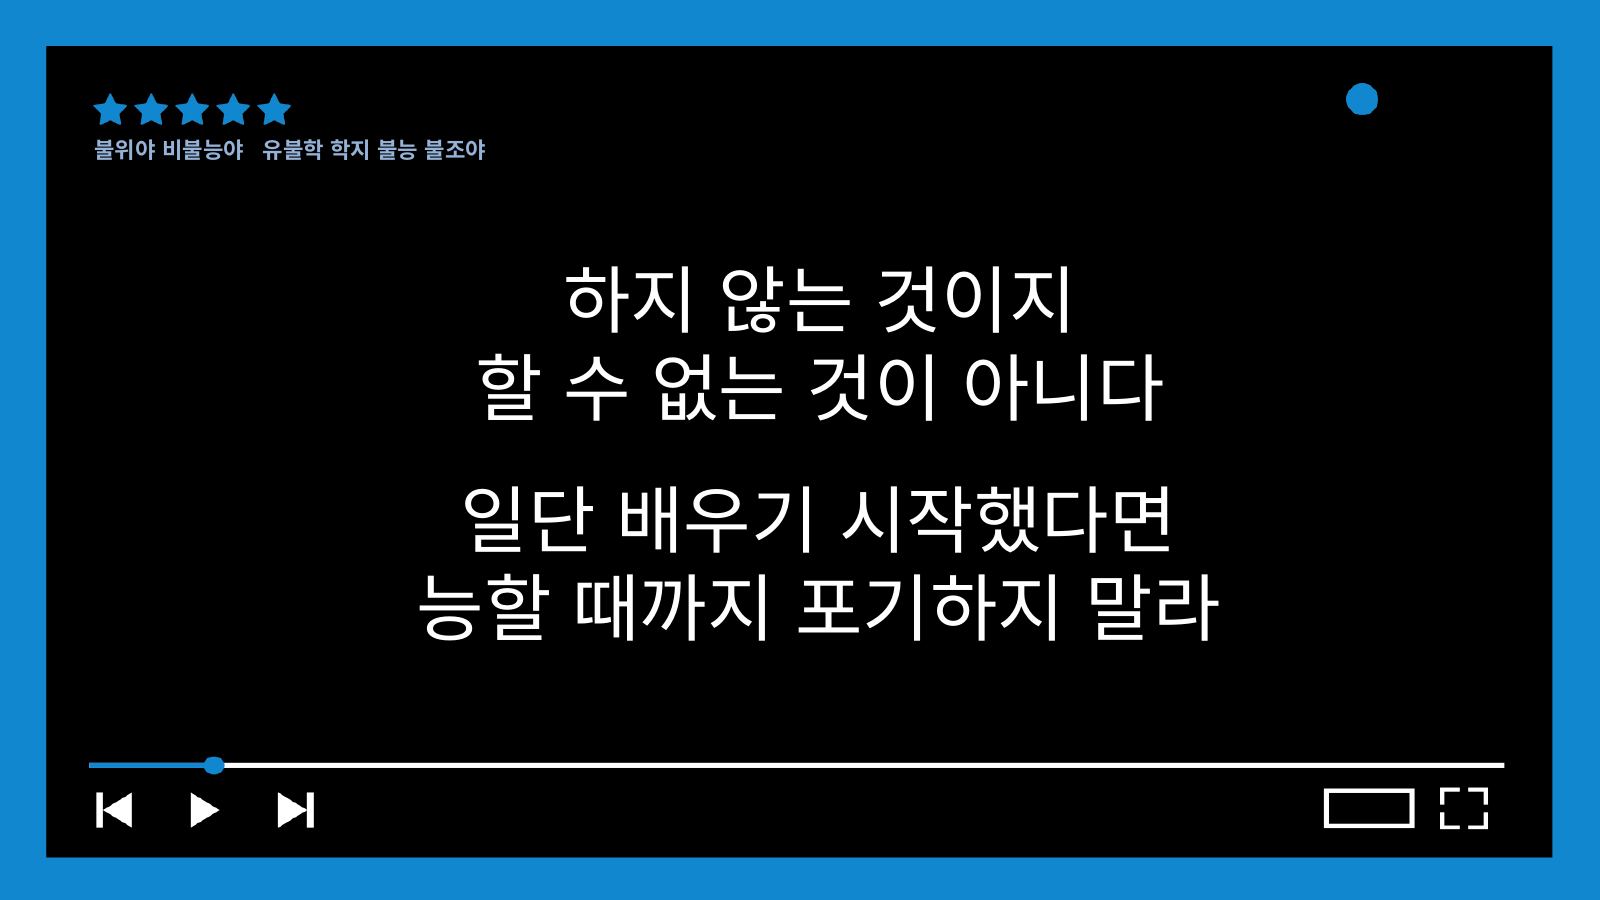 불위야 비불능야 유불학 학지 불능 불조야
하지 않는 것이지
할 수 없는 것이 아니다
일단 배우기 시작했다면
능할 때까지 포기하지 말라